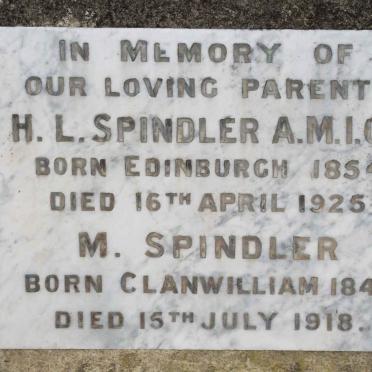 IN MEMORY OF
OUR LOVING PARENT
H. L. SPINDLER A.M.I.
BORN EDINBURGH 185
DIED 16TH APRIL 1925
M. SPINDLER
BORN CLANWILLIAM 184
DIED 15TH JULY 1918.